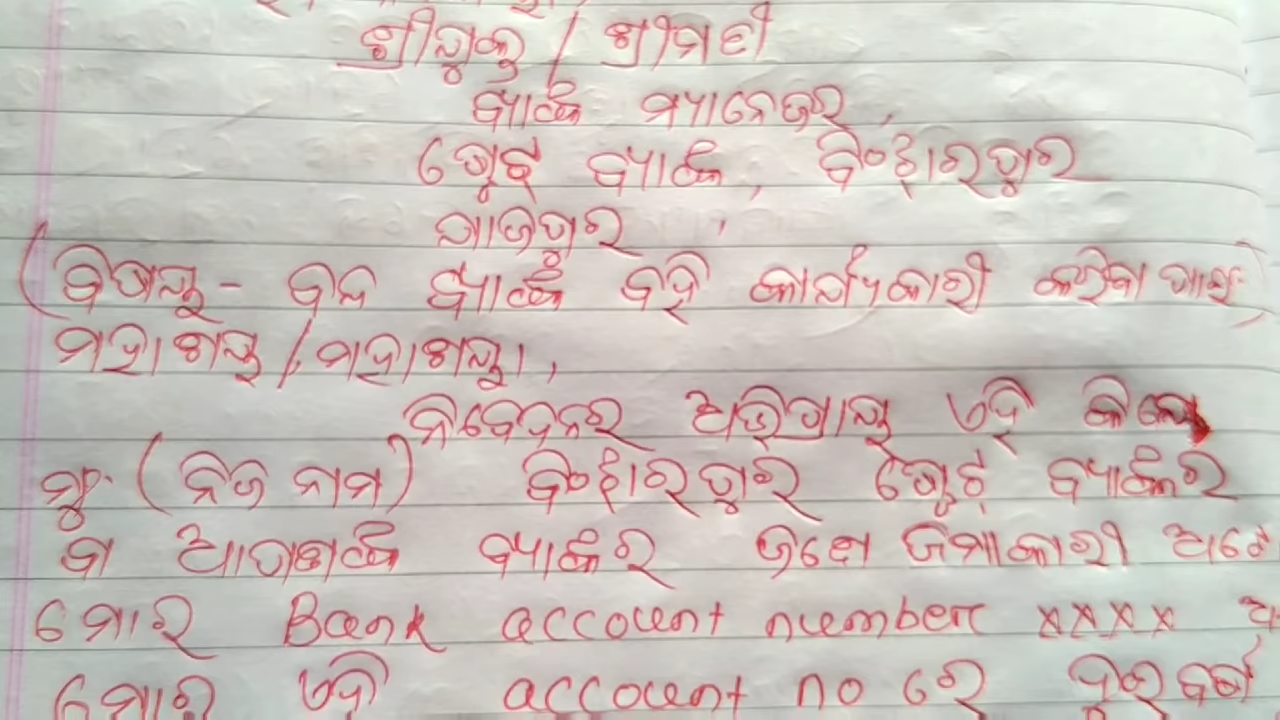 ଶ୍ରୀଯୁକ୍ତ / ଶ୍ରୀମତୀ
ବ୍ୟାଙ୍କ ମ୍ୟାନେଜର,
ଷ୍ଟେଟ୍ ବ୍ୟାଙ୍କ, ବିଂଝାରପୁର
ଯାଜପୁର,
(ବିଷୟ - ବନ୍ଦ ବ୍ୟାଙ୍କ ବହି କାର୍ଯ୍ୟକାରୀ କରିବା ପାଇଁ)
ମହାଶୟ / ମହାଶୟା,
ନିବେଦନର ଅଭିପ୍ରାୟ ଏହି କିଯେ
ମୁଁ (ନିଜ ନାମ) ବିଂଝାରପୁର ଷ୍ଟେଟ୍ ବ୍ୟାଙ୍କର
ବା ଆପଣଙ୍କ ବ୍ୟାଙ୍କର ଜଣେ ଜମାକାରୀ ଅଟେ
ମୋର Bank account number xxxx
ମୋର ଏହି account no ରେ ଦୁଇ ବର୍ଷ